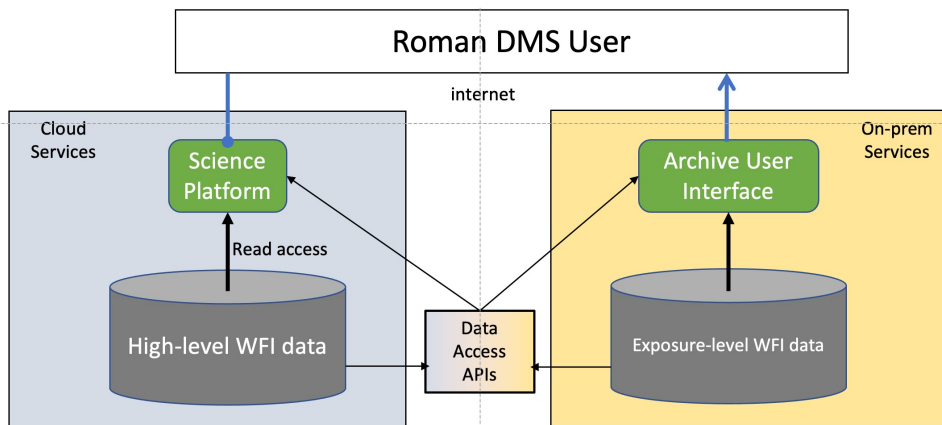 Roman DMS User
internet
Cloud
Services
On-prem
Services
Science
Platform
Archive User
Interface
Read access
High-level WFI data
Data
Access
APIs
Exposure-level WFI data